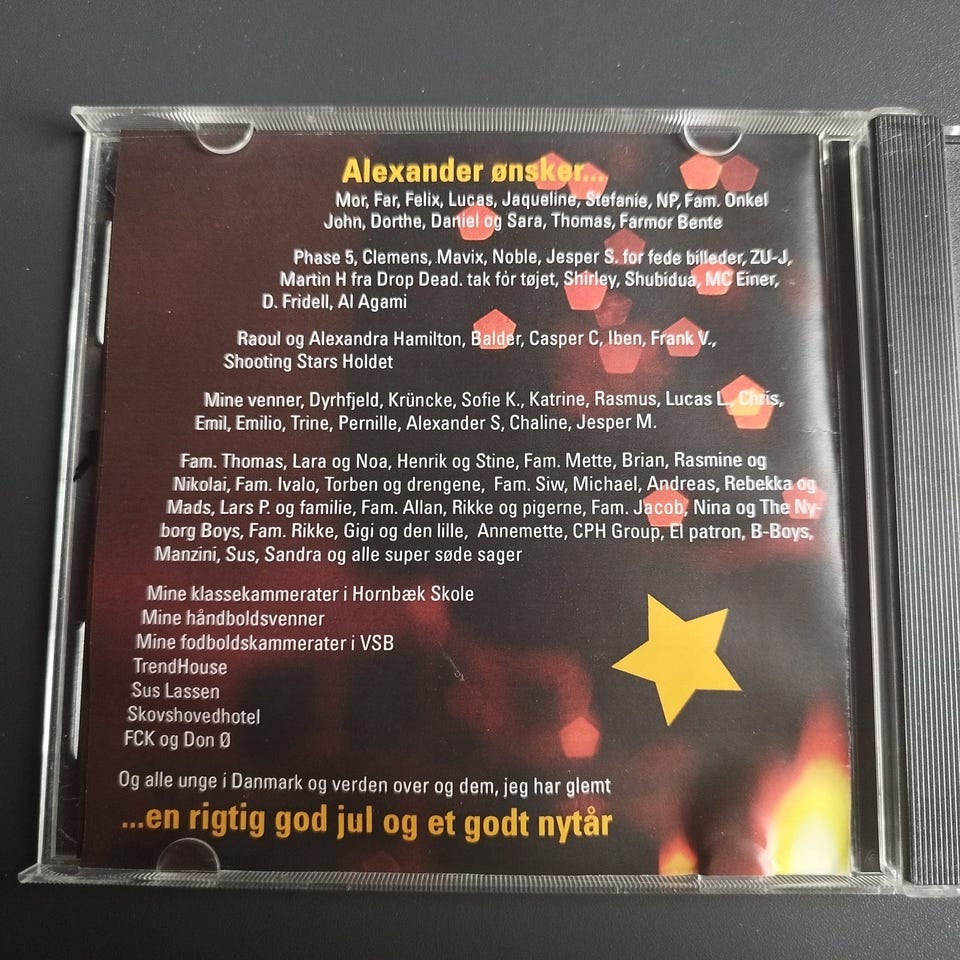 Alexander ønsker...
Mor, Far, Felix, Lucas, Jaqueline, Stefanie, NP, Fam. Onkel
John, Dorthe, Daniel og Sara, Thomas, Farmor Bente
Phase 5, Clemens, Mavix, Noble, Jesper S. for fede billeder, ZU-J,
Martin H fra Drop Dead. tak för tøjet, Shirley, Shubidua, MC Einer,
D. Fridell, Al Agami
Raoul og Alexandra Hamilton, Balder, Casper C, Iben, Frank V.,
Shooting Stars Holdet
Mine venner, Dyrhfjeld, Krüncke, Sofie K., Katrine, Rasmus, Lucas L., Chris,
Emil, Emilio, Trine, Pernille, Alexander S, Chaline, Jesper M.
Fam. Thomas, Lara og Noa, Henrik og Stine, Fam. Mette, Brian, Rasmine og
Nikolai, Fam. Ivalo, Torben og drengene, Fam. Siw, Michael, Andreas, Rebekka og
Mads, Lars P. og familie, Fam. Allan, Rikke og pigerne, Fam. Jacob, Nina og The Ny-
borg Boys, Fam. Rikke, Gigi og den lille, Annemette, CPH Group, El patron, B-Boys,
Manzini, Sus, Sandra og alle super søde sager
Mine klassekammerater i Hornbæk Skole
Mine håndboldsvenner
Mine fodboldskammerater i VSB
TrendHouse
Sus Lassen
Skovshovedhotel
FCK og Don Ø
Og alle unge i Danmark og verden over og dem, jeg har glemt
...en rigtig god jul og et godt nytår